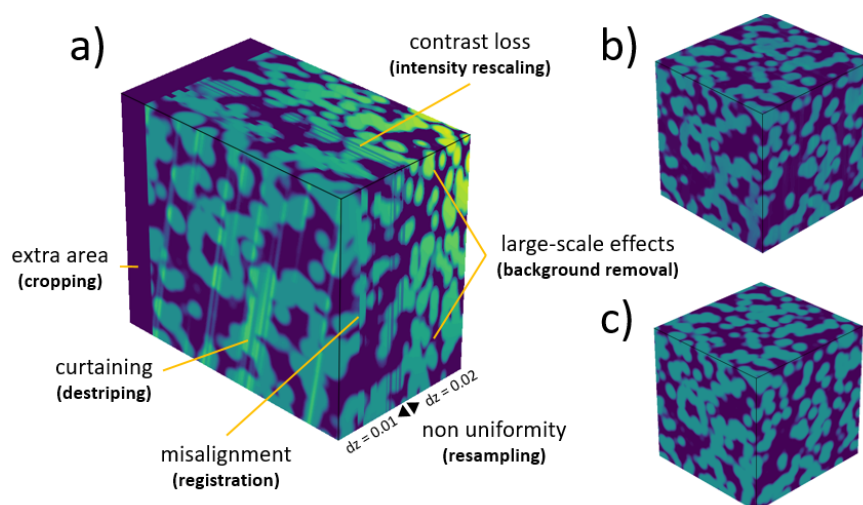 a)
contrast loss
(intensity rescaling)
b)
extra area
(cropping)
large-scale effects
(background removal)
c)
curtaining
(destriping)
dz = 0.01
dz = 0.02
misalignment
(registration)
non uniformity
(resampling)